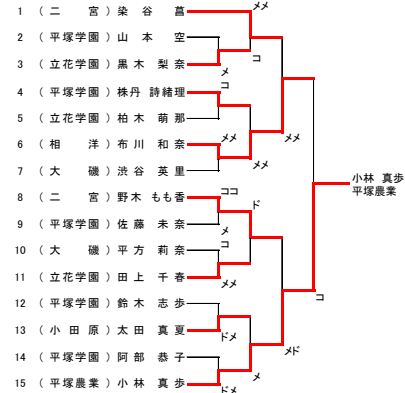 1 （ 二 宮 ） 染 谷 菖
メメ
2 （ 平塚学園 ） 山 本 空
コ
3 （ 立花学園 ） 黒 木 梨 奈
メ
4 （ 平塚学園 ） 株丹 詩緒理
コ
5 （ 立花学園 ） 柏 木 萌 那
6 （ 相 洋 ） 布 川 和 奈
メメ
メメ
7 （ 大 磯 ） 渋 谷 英 里
メメ
小林 真歩
平塚農業
8 （ 二 宮 ） 野木 もも香
ココ
ド
9 （ 平塚学園 ） 佐 藤 未 奈
メ
10 （ 大 磯 ） 平 方 莉 奈
コ
11 （ 立花学園 ） 田 上 千 春
メメ
12 （ 平塚学園 ） 鈴 木 志 歩
コ
13 （ 小 田 原 ） 太 田 真 夏
ドメ
14 （ 平塚学園 ） 阿 部 恭 子
メド
15 （ 平塚農業 ） 小 林 真 歩
メ
ドメ